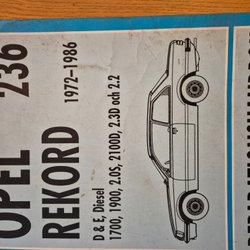 OPEL 236
REKORD 1972-1986
D & E, Diesel
1700, 1900, 2.0S, 2100D, 2.3D och 2.2